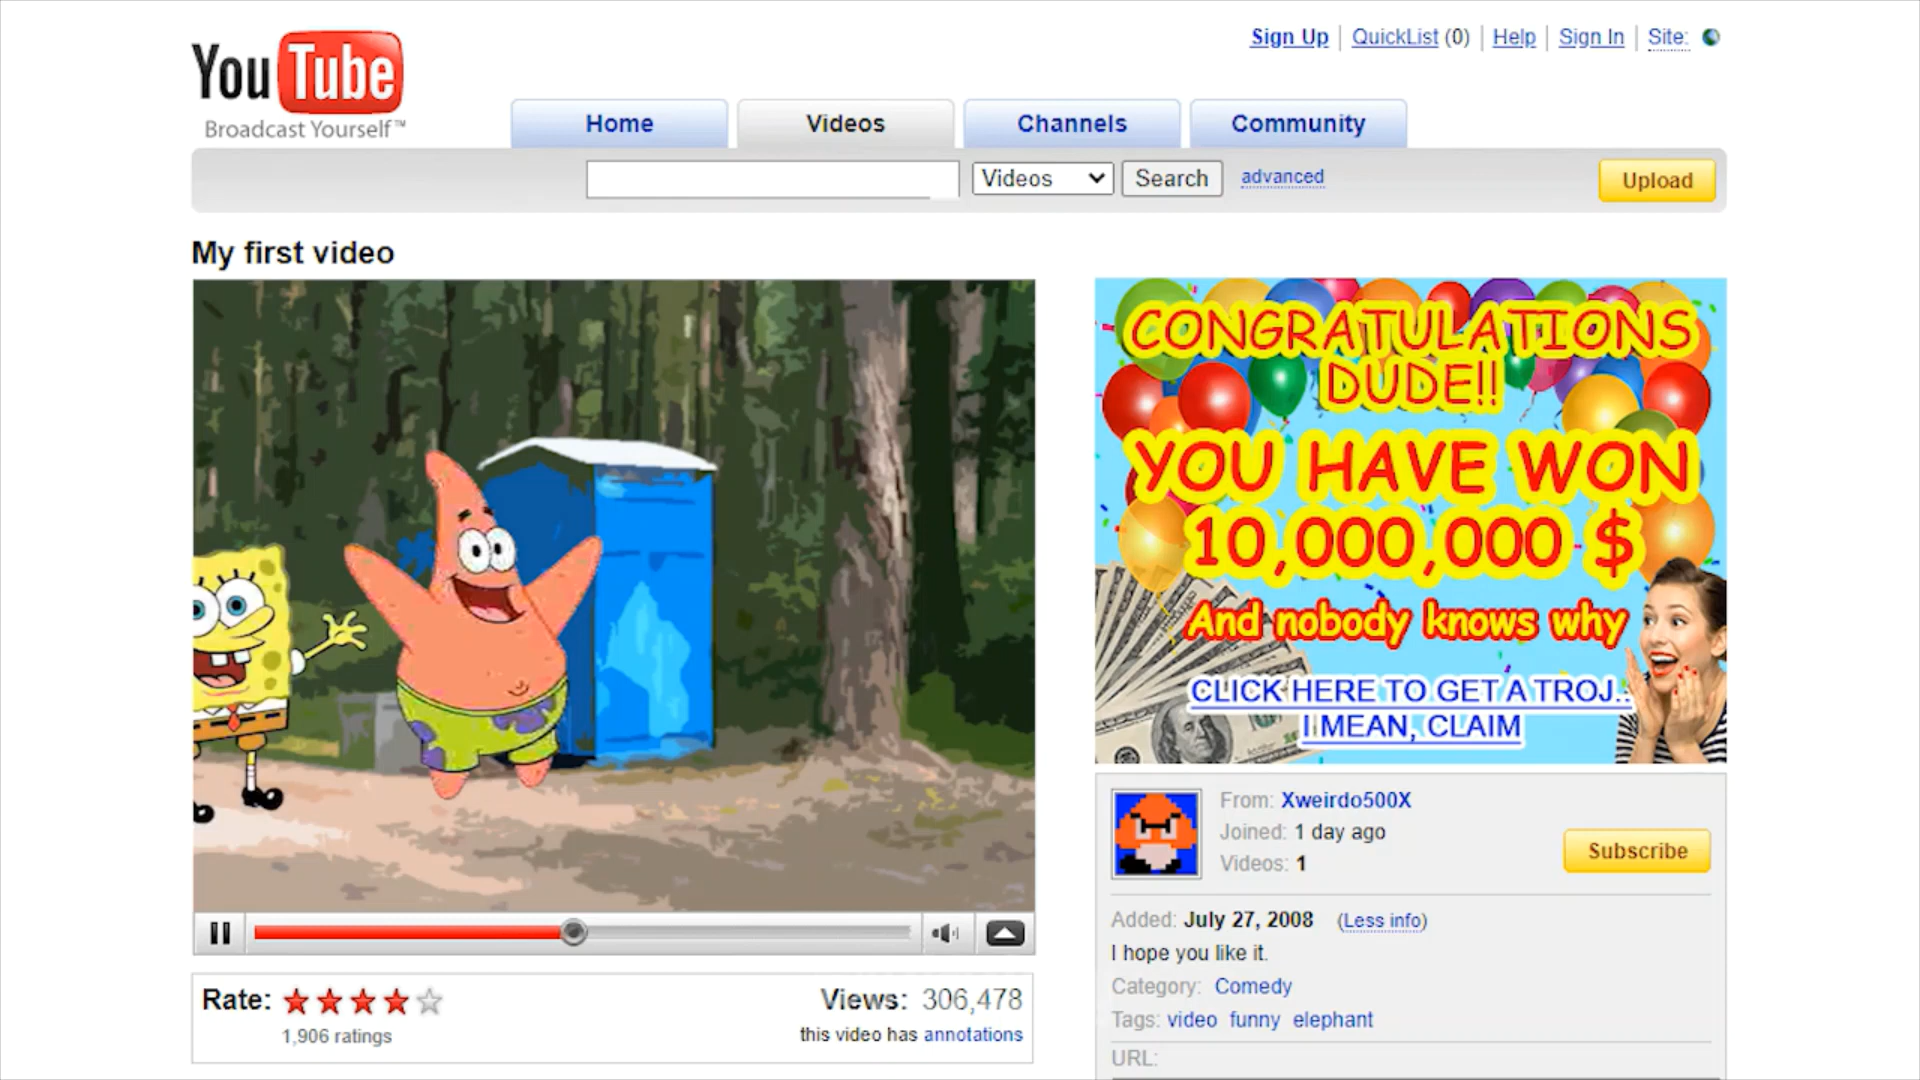 YouTube
Broadcast Yourself™
Sign Up QuickList (0) Help Sign In Site:
Home Videos Channels Community
Videos Search advanced Upload
My first video
CONGRATULATIONS
DUDE!!
YOU HAVE WON
10,000,000 $
And nobody knows why
CLICK HERE TO GET A TROJ..
I MEAN, CLAIM
From: Xweirdo500X
Joined: 1 day ago
Videos: 1
Subscribe
Added: July 27, 2008 (Less info)
I hope you like it.
Category: Comedy
Tags: video funny elephant
URL:
Rate:
1,906 ratings
Views: 306,478
this video has annotations